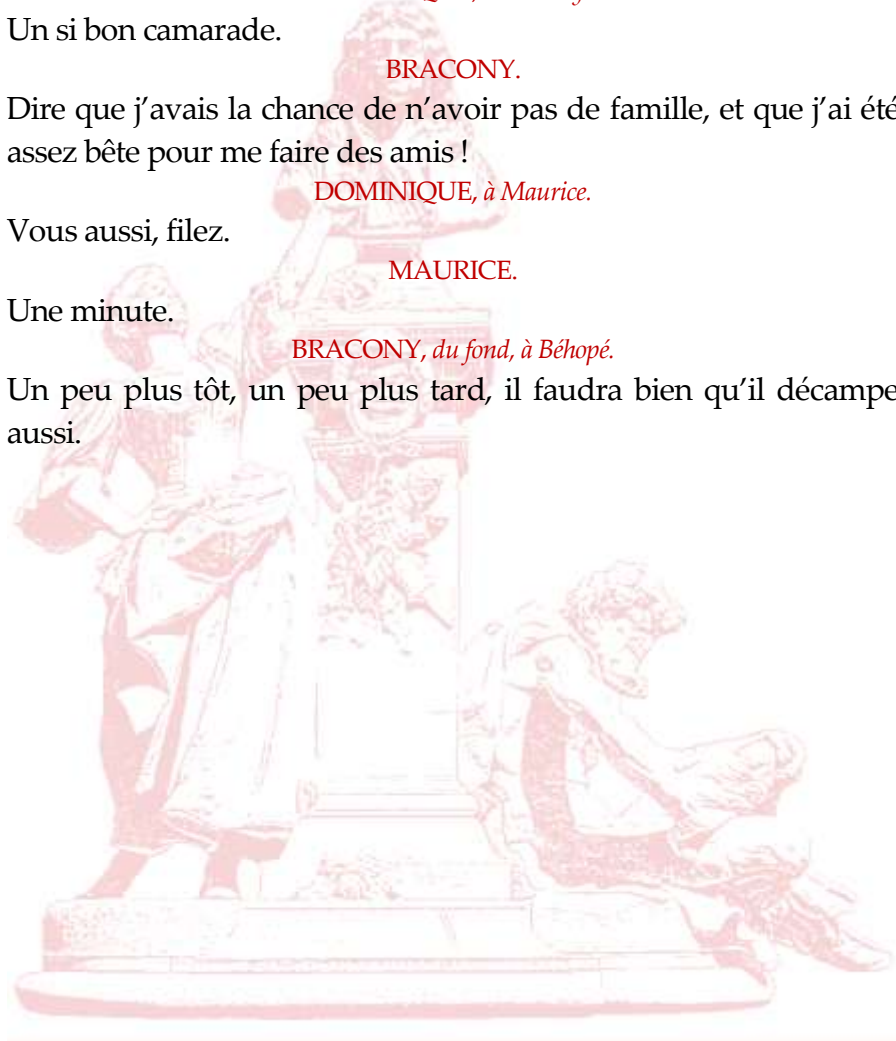 Un si bon camarade.
BRACONY.
Dire que j’avais la chance de n’avoir pas de famille, et que j’ai été
assez bête pour me faire des amis !
DOMINIQUE, à Maurice.
Vous aussi, filez.
MAURICE.
Une minute.
BRACONY, du fond, à Béhopé.
Un peu plus tôt, un peu plus tard, il faudra bien qu’il décampe
aussi.